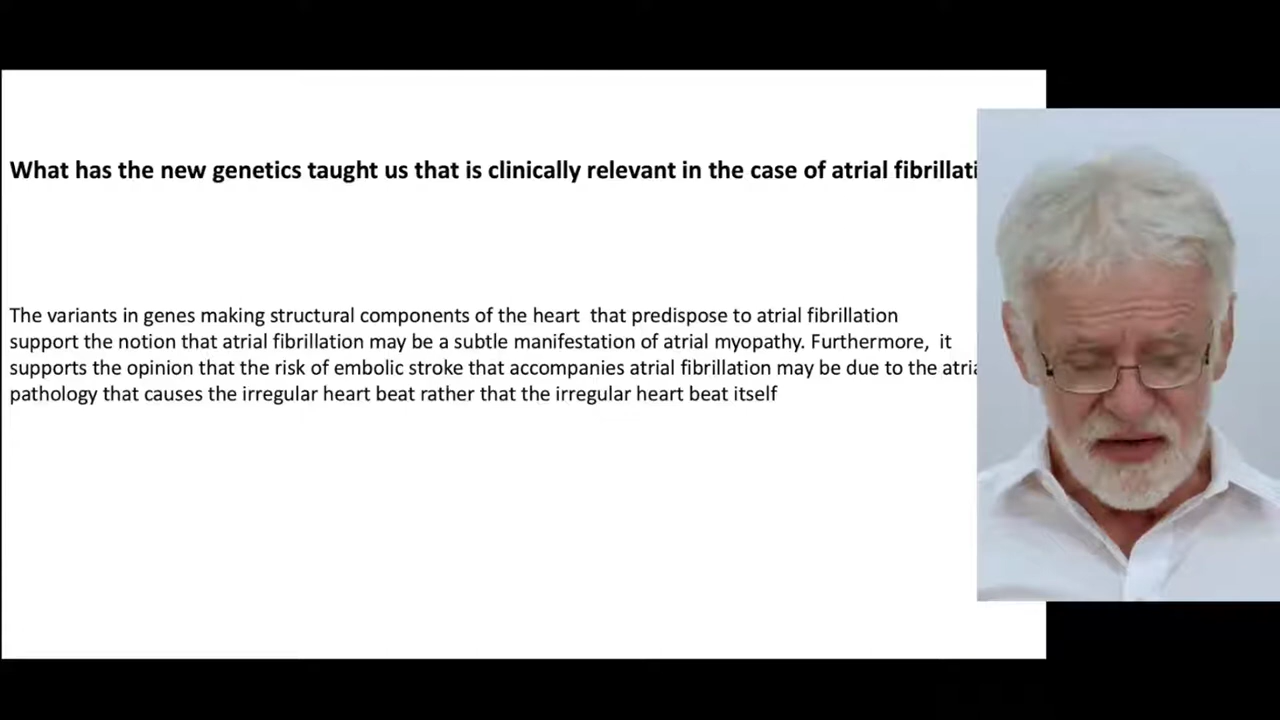 What has the new genetics taught us that is clinically relevant in the case of atrial
The variants in genes making structural components of the heart that predispose to atrial fibrillation
support the notion that atrial fibrillation may be a subtle manifestation of atrial myopathy. Furthermore, it
supports the opinion that the risk of embolic stroke that accompanies atrial fibrillation may be due to the
pathology that causes the irregular heart beat rather that the irregular heart beat itself